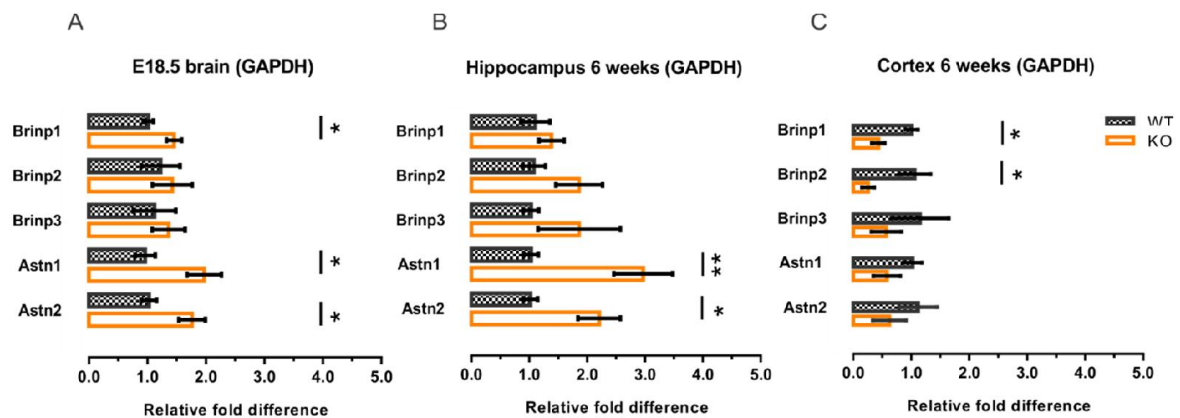 A
E18.5 brain (GAPDH)
Brinp1
*
Brinp2
Brinp3
Astn1
*
Astn2
*
0.0 1.0 2.0 3.0 4.0 5.0
Relative fold difference
B
Hippocampus 6 weeks (GAPDH)
Brinp1
Brinp2
Brinp3
Astn1
**
Astn2
*
0.0 1.0 2.0 3.0 4.0 5.0
Relative fold difference
C
Cortex 6 weeks (GAPDH)
WT
KO
Brinp1
*
Brinp2
*
Brinp3
Astn1
Astn2
0.0 1.0 2.0 3.0 4.0 5.0
Relative fold difference